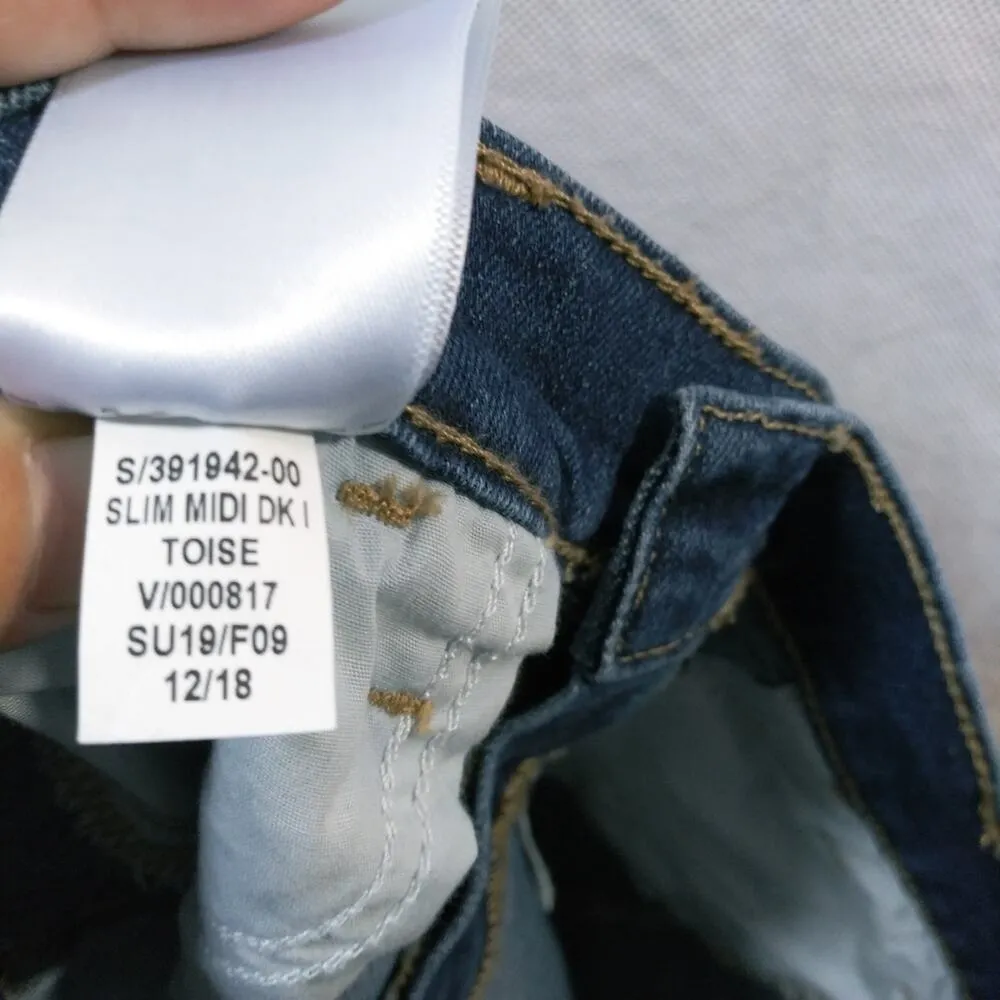 S/391942-00
SLIM MIDI DK I
TOISE
V/000817
SU19/F09
12/18